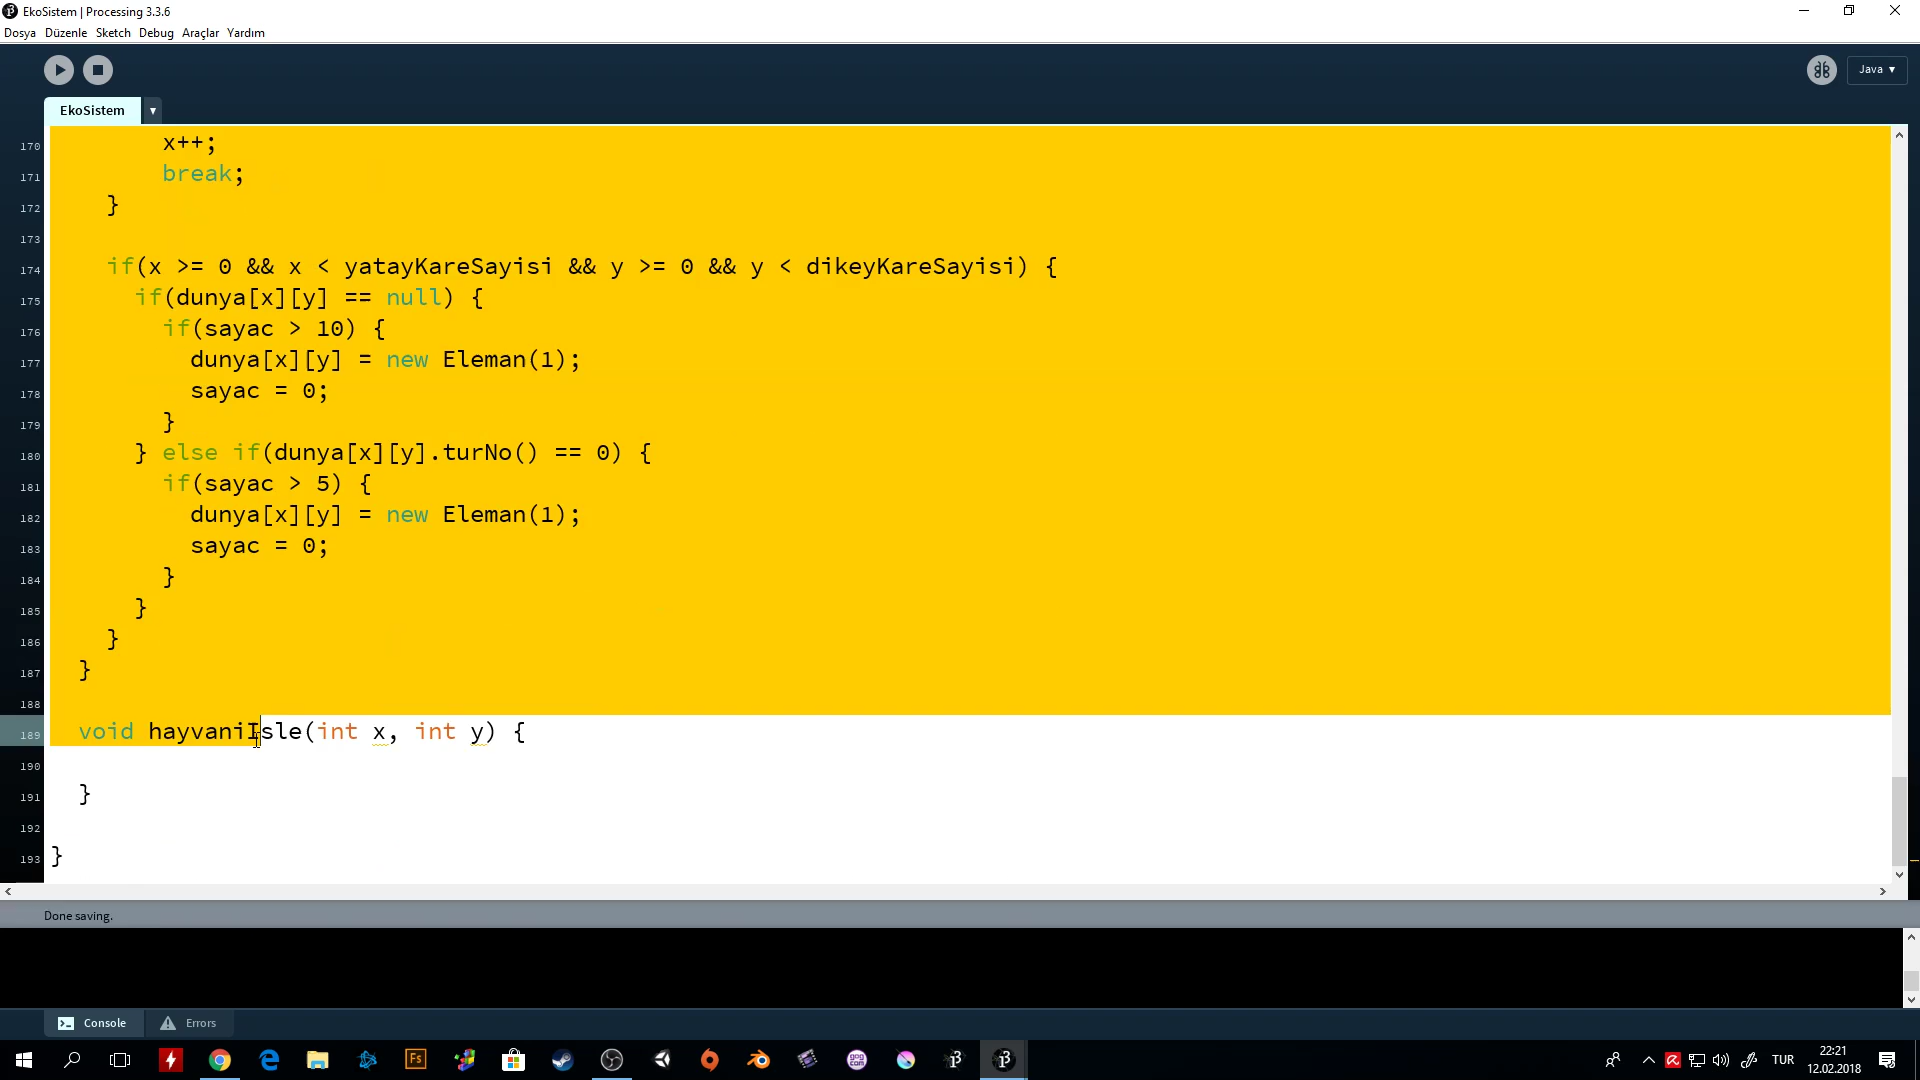 EkoSistem | Processing 3.3.6
Dosya Düzenle Sketch Debug Araçlar Yardım
Java ▾
EkoSistem ▾
170 x++;
171 break;
172 }
173
174 if(x >= 0 && x < yatayKareSayisi && y >= 0 && y < dikeyKareSayisi) {
175 if(dunya[x][y] == null) {
176 if(sayac > 10) {
177 dunya[x][y] = new Eleman(1);
178 sayac = 0;
179 }
180 } else if(dunya[x][y].turNo() == 0) {
181 if(sayac > 5) {
182 dunya[x][y] = new Eleman(1);
183 sayac = 0;
184 }
185 }
186 }
187 }
188
189 void hayvaniIsle(int x, int y) {
190
191 }
192
193 }
Done saving.
Console Errors
Fs gog com TUR 22:21
12.02.2018